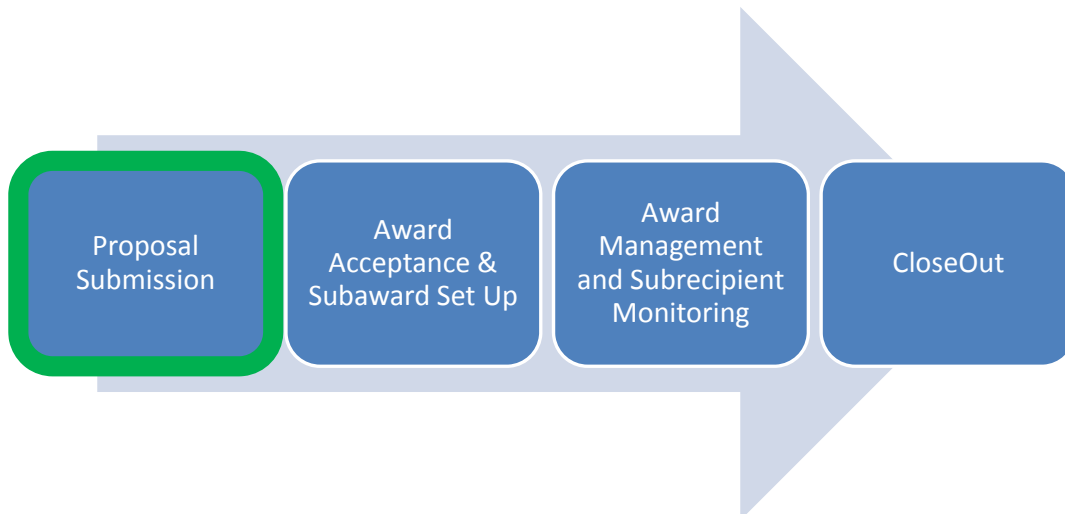 Proposal
Submission
Award
Acceptance &
Subaward Set Up
Award
Management
and Subrecipient
Monitoring
CloseOut